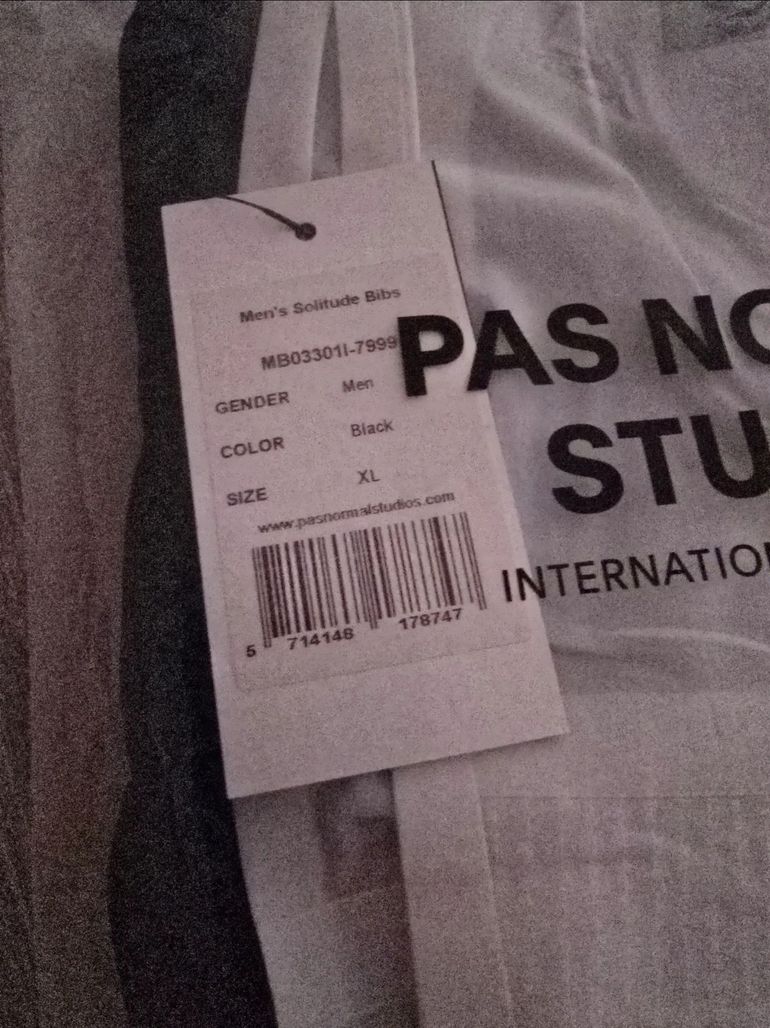 Men's Solitude Bibs
MB03301I-7999
GENDER Men
COLOR Black
SIZE XL
www.pasnormalstudios.com
5 714148 178747
PAS NO
STU
INTERNATIO